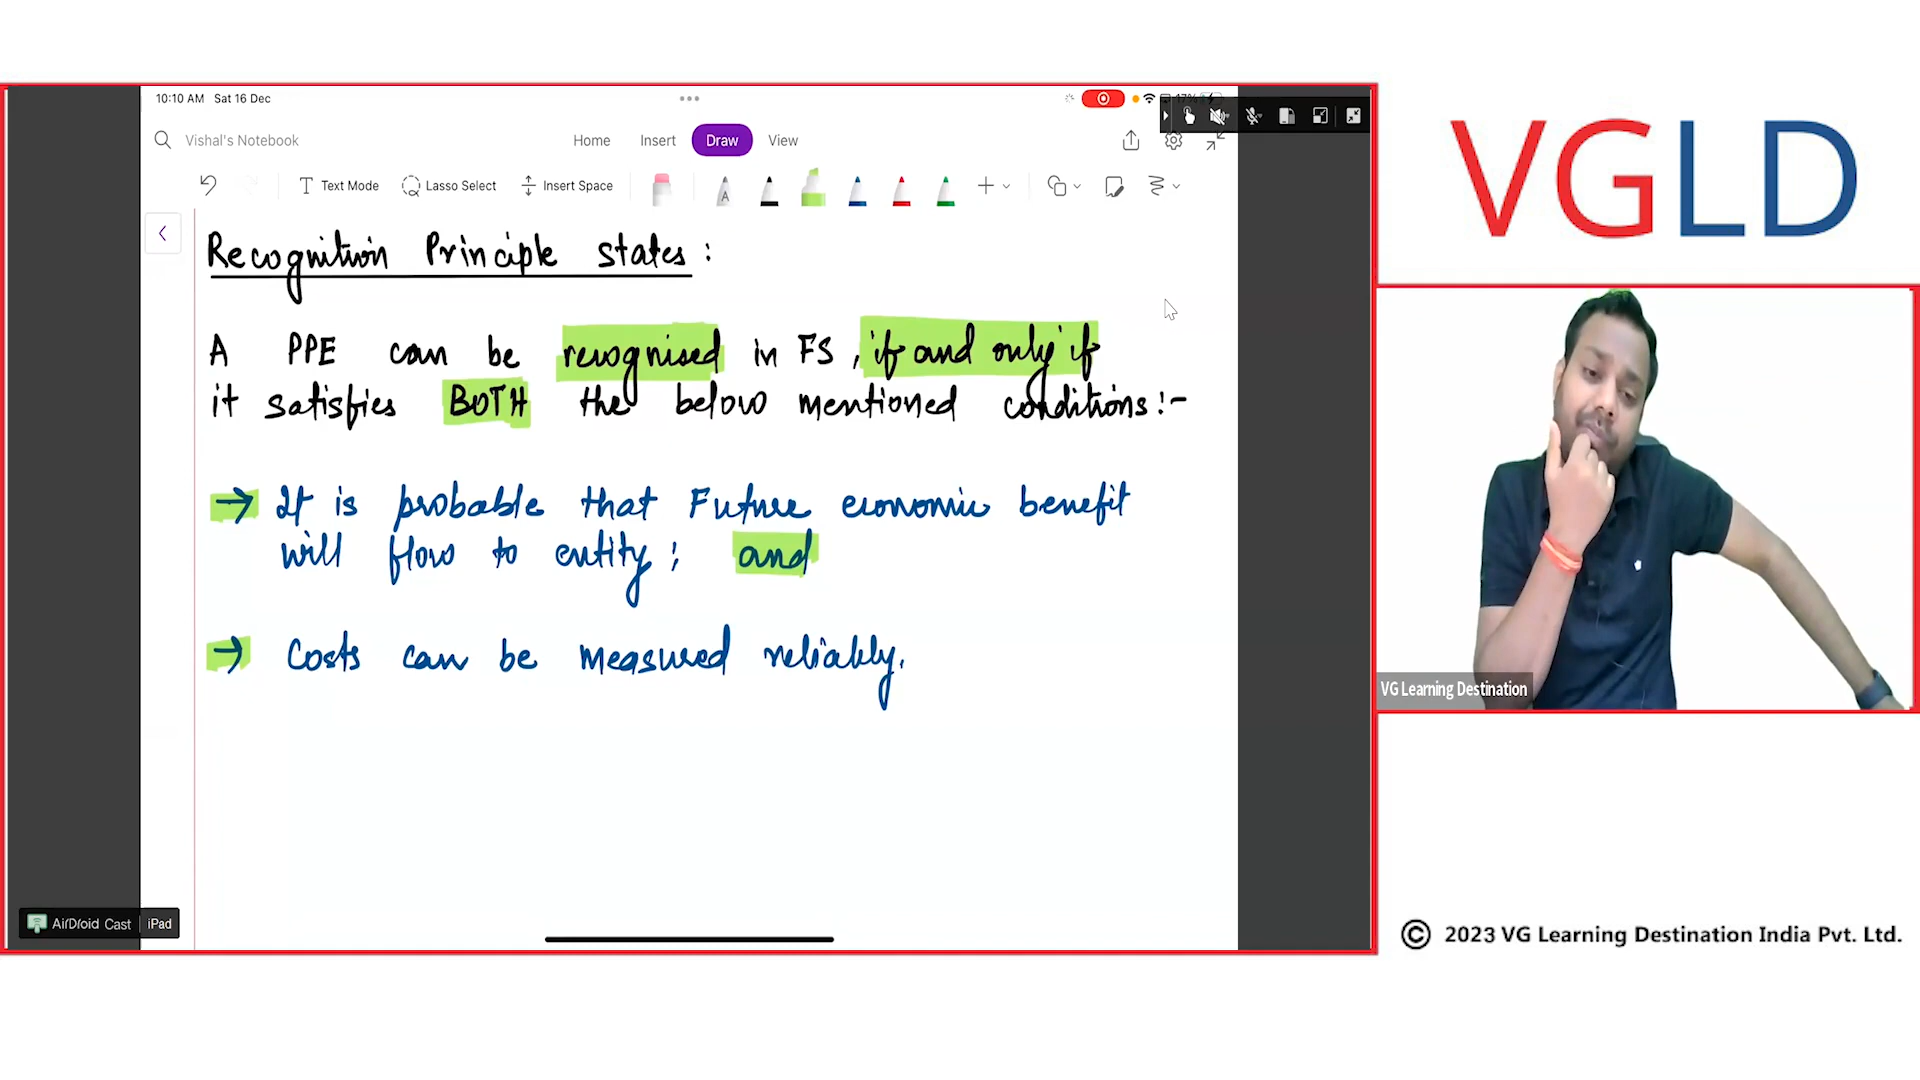 10:10 AM Sat 16 Dec
17%
Vishal's Notebook
Home Insert Draw View
Text Mode Lasso Select Insert Space
A
Recognition Principle states :
A PPE can be recognised in FS, if and only if
it satisfies BOTH the below mentioned conditions :-
→ It is probable that Future economic benefit
will flow to entity ; and
→ Costs can be measured reliably.
AirDroid Cast iPad
VGLD
VG Learning Destination
© 2023 VG Learning Destination India Pvt. Ltd.